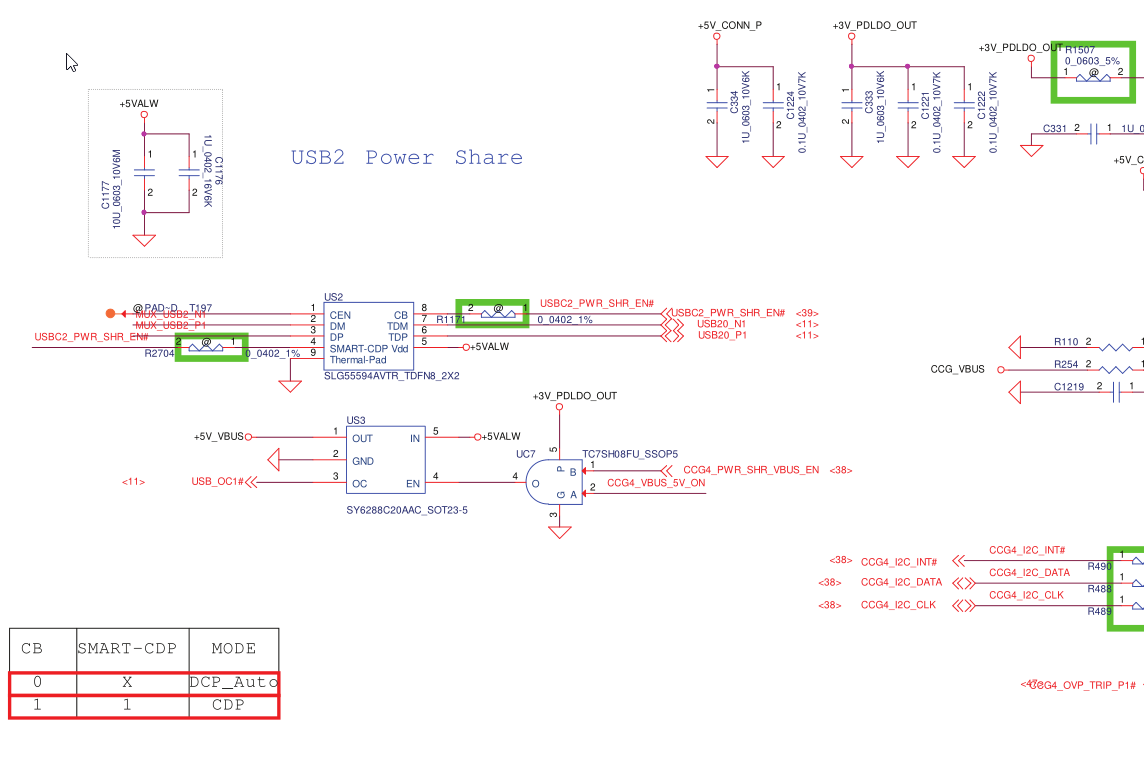 +5V_CONN_P
+3V_PDLDO_OUT
+3V_PDLDO_OUT
R1507
0_0603_5%
1 @ 2
1
2
C334
1U_0603_10V6K
1
2
C1224
0.1U_0402_10V7K
1
2
C333
1U_0603_10V6K
1
2
C1221
0.1U_0402_10V7K
1
2
C1222
0.1U_0402_10V7K
C331 2 1 1U_0
+5V_C
+5VALW
1
2
C1177
10U_0603_10V6M
1
2
C1176
1U_0402_16V6K
USB2 Power Share
US2
@PAD~D T197
MUX_USB2_N1
MUX_USB2_P1
USBC2_PWR_SHR_EN#
2 @ 1
R2704
0_0402_1%
1 CEN CB 8
2 DM TDM 7
3 DP TDP 6
4 SMART-CDP Vdd 5
9 Thermal-Pad
+5VALW
SLG55594AVTR_TDFN8_2X2
2 @ 1
R1171
0_0402_1%
USBC2_PWR_SHR_EN#
USBC2_PWR_SHR_EN# <39>
USB20_N1 <11>
USB20_P1 <11>
R110 2
CCG_VBUS
R254 2
C1219 2 1
+3V_PDLDO_OUT
US3
+5V_VBUS
1 OUT IN 5
+5VALW
2 GND
<11> USB_OC1#
3 OC EN 4
SY6288C20AAC_SOT23-5
UC7
TC7SH08FU_SSOP5
5
P B 1
CCG4_PWR_SHR_VBUS_EN <38>
4 O
G A 2
CCG4_VBUS_5V_ON
3
<38> CCG4_I2C_INT#
CCG4_I2C_INT#
1
R490
<38> CCG4_I2C_DATA
CCG4_I2C_DATA
1
R488
<38> CCG4_I2C_CLK
CCG4_I2C_CLK
1
R489
CCG4_OVP_TRIP_P1#
CB SMART-CDP MODE
0 X DCP_Auto
1 1 CDP